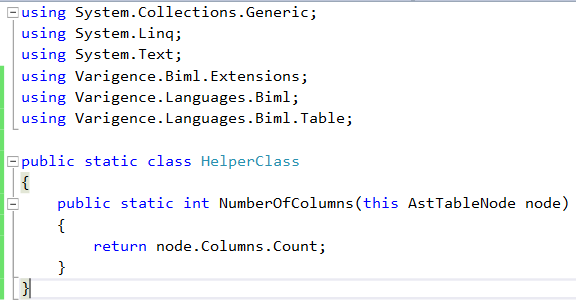 using System.Collections.Generic;
using System.Linq;
using System.Text;
using Varigence.Biml.Extensions;
using Varigence.Languages.Biml;
using Varigence.Languages.Biml.Table;
public static class HelperClass
{
    public static int NumberOfColumns(this AstTableNode node)
    {
        return node.Columns.Count;
    }
}